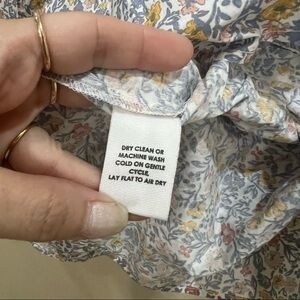 DRY CLEAN OR
MACHINE WASH
COLD ON GENTLE
CYCLE,
LAY FLAT TO AIR DRY